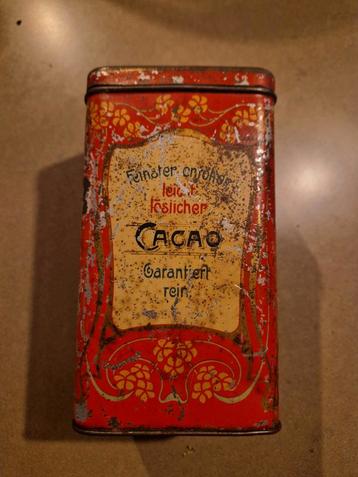 Feinster entölter
leicht
löslicher
CACAO
Garantiert
rein.